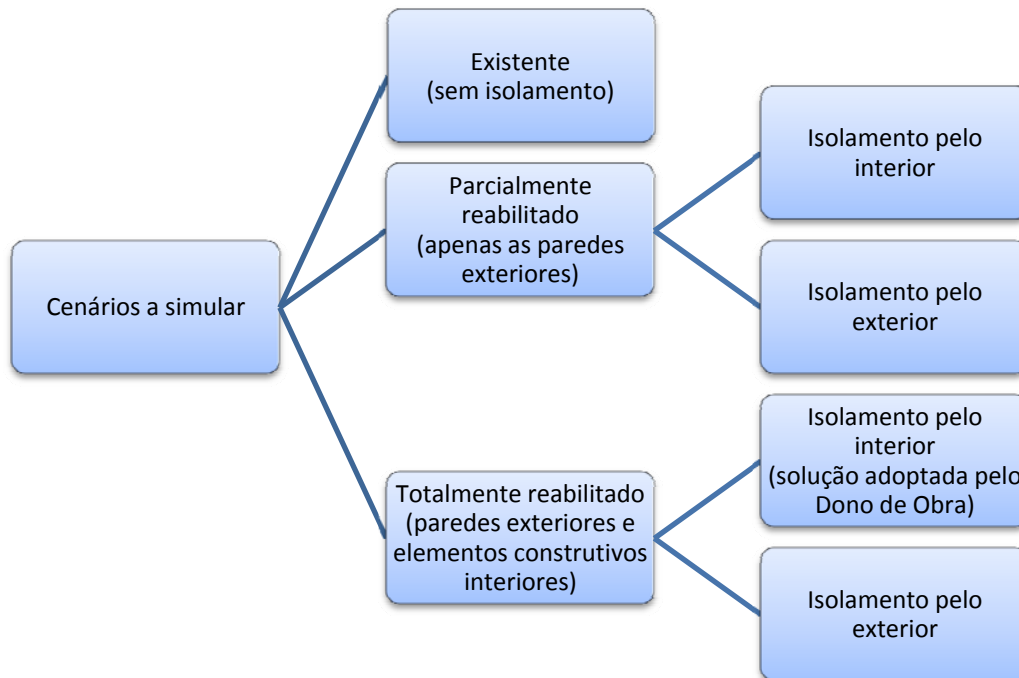 Cenários a simular
Existente
(sem isolamento)
Parcialmente
reabilitado
(apenas as paredes
exteriores)
Isolamento pelo
interior
Isolamento pelo
exterior
Totalmente reabilitado
(paredes exteriores e
elementos construtivos
interiores)
Isolamento pelo
interior
(solução adoptada pelo
Dono de Obra)
Isolamento pelo
exterior